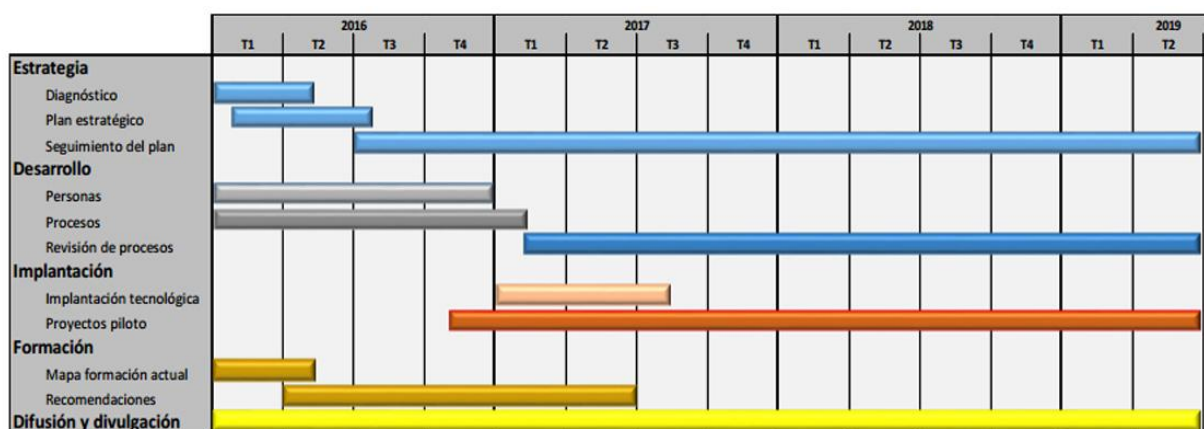 2016 2017 2018 2019
T1 T2 T3 T4 T1 T2 T3 T4 T1 T2 T3 T4 T1 T2
Estrategia
Diagnóstico
Plan estratégico
Seguimiento del plan
Desarrollo
Personas
Procesos
Revisión de procesos
Implantación
Implantación tecnológica
Proyectos piloto
Formación
Mapa formación actual
Recomendaciones
Difusión y divulgación